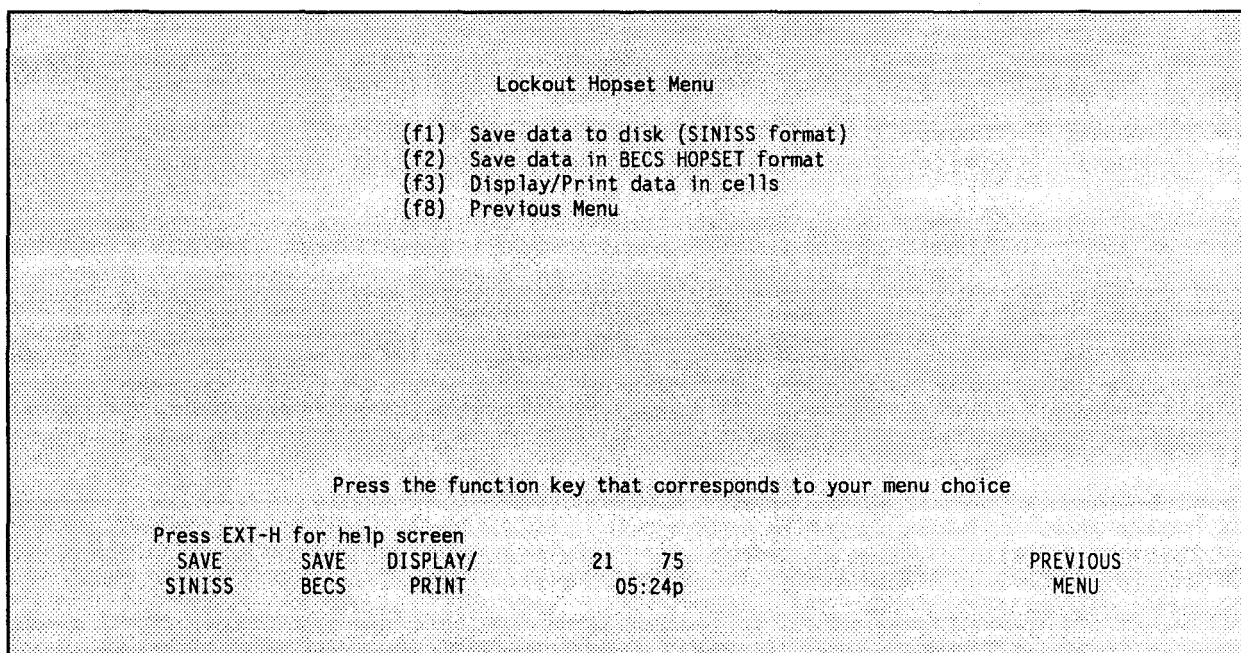 Lockout Hopset Menu
(f1) Save data to disk (SINISS format)
(f2) Save data in BECS HOPSET format
(f3) Display/Print data in cells
(f8) Previous Menu
Press the function key that corresponds to your menu choice
Press EXT-H for help screen
SAVE SAVE DISPLAY/ 21 75 PREVIOUS
SINISS BECS PRINT 05:24p MENU